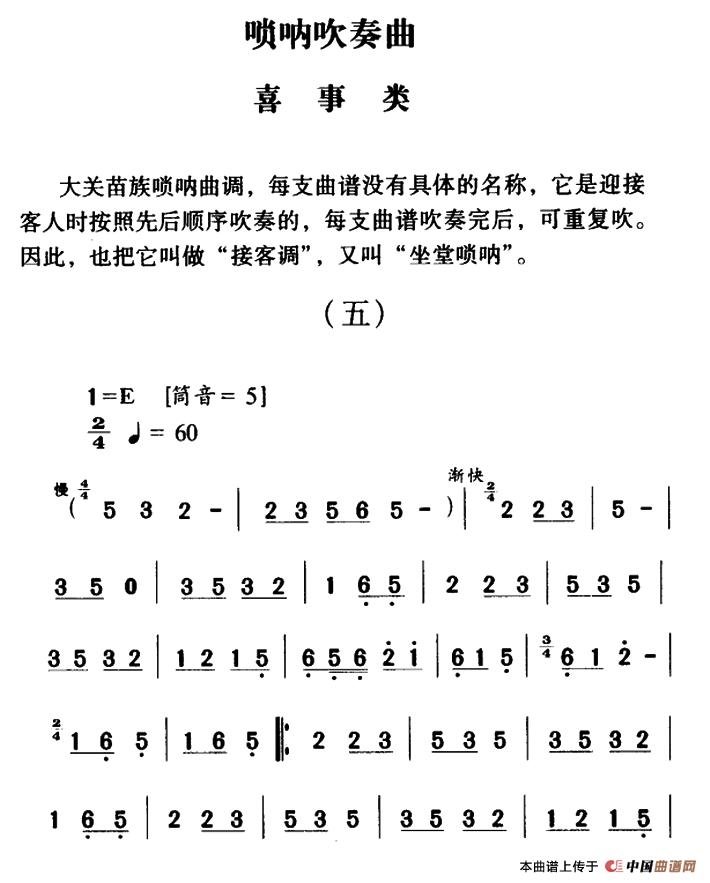 唢呐吹奏曲
喜 事 类
大关苗族唢呐曲调，每支曲谱没有具体的名称，它是迎接
客人时按照先后顺序吹奏的，每支曲谱吹奏完后，可重复吹。
因此，也把它叫做“接客调”，又叫“坐堂唢呐”。
（五）
1=E [筒音= 5]
2/4 ♩= 60
慢 渐快
( 4/4 5 3 2 - | 2 3 5 6 5 - ) | 2/4 2 2 3 | 5 - |
3 5 0 | 3 5 3 2 | 1 6̣ 5̣ | 2 2 3 | 5 3 5 |
3 5 3 2 | 1 2 1 5̣ | 6̣ 5̣ 6̣ 2̇ 1̇ | 6̣ 1 5̣ | 3/4 6̣ 1 2̇ - |
2/4 1 6̣ 5̣ | 1 6 5̣ |: 2 2 3 | 5 3 5 | 3 5 3 2 |
1 6̣ 5̣ | 2 2 3 | 5 3 5 | 3 5 3 2 | 1 2 1 5̣ |
本曲谱上传于 中国曲谱网